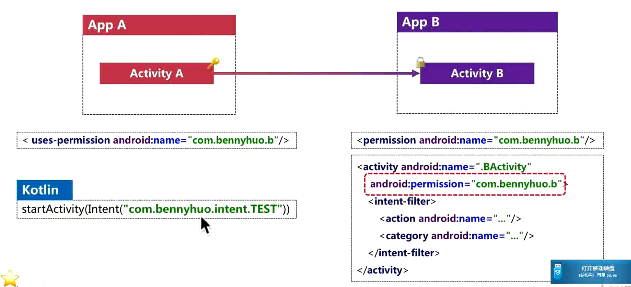 App A
App B
Activity A
Activity B
< uses-permission android:name="com.bennyhuo.b"/>
<permission android:name="com.bennyhuo.b"/>
Kotlin
startActivity(Intent("com.bennyhuo.intent.TEST"))
<activity android:name=".BActivity"
android:permission="com.bennyhuo.b">
<intent-filter>
<action android:name="..."/>
<category android:name="..."/>
</intent-filter>
</activity>